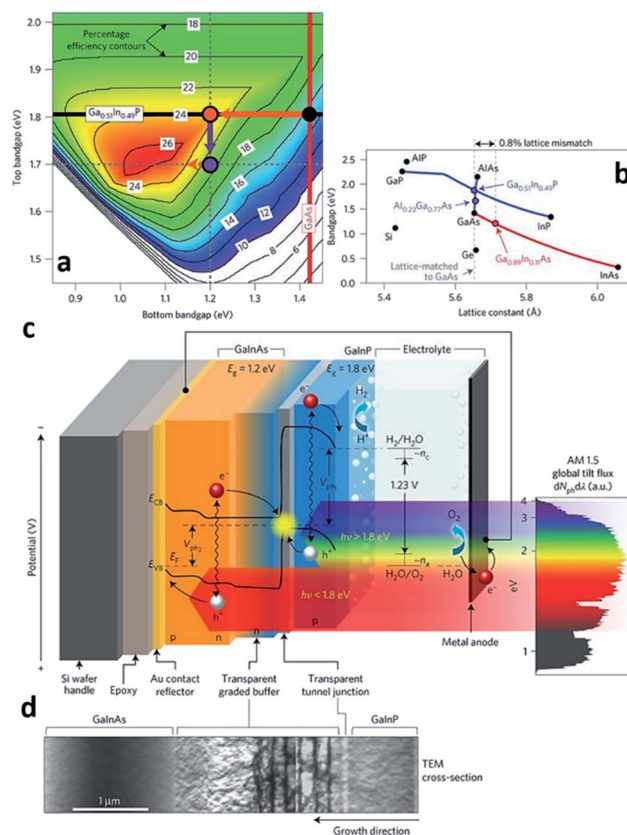 18
Percentage
efficiency contours
20
22
Ga0.51In0.49P
24
26
24
18
16
14
12
10
8
6
4
GaAs
2.0
1.9
1.8
1.7
1.6
1.5
Top bandgap (eV)
0.9
1.0
1.1
1.2
1.3
1.4
Bottom bandgap (eV)
a
0.8% lattice mismatch
b
2.5
2.0
1.5
1.0
0.5
0.0
Bandgap (eV)
AlP
GaP
AlAs
Ga0.51In0.49P
Al0.23Ga0.77As
GaAs
InP
Si
Ge
Ga0.89In0.11As
Lattice-matched
to GaAs
InAs
5.4
5.6
5.8
6.0
Lattice constant (Å)
c
GaInAs
GaInP
Electrolyte
Eg = 1.2 eV
Eg = 1.8 eV
e−
H2
H+
H2/H2O
~nc
1.23 V
Vph1
ECB
e−
Vph2
EF
EVB
h+
h+
hν > 1.8 eV
hν < 1.8 eV
O2
~na
H2O/O2
H2O
e−
p
n
n
p
Potential (V)
−
+
AM 1.5
global tilt flux
dNph/dλ (a.u.)
4
3
2
1
eV
Metal anode
Si wafer
handle
Epoxy
Au contact
reflector
Transparent
graded buffer
Transparent
tunnel junction
d
GaInAs
GaInP
TEM
cross-section
1 µm
Growth direction